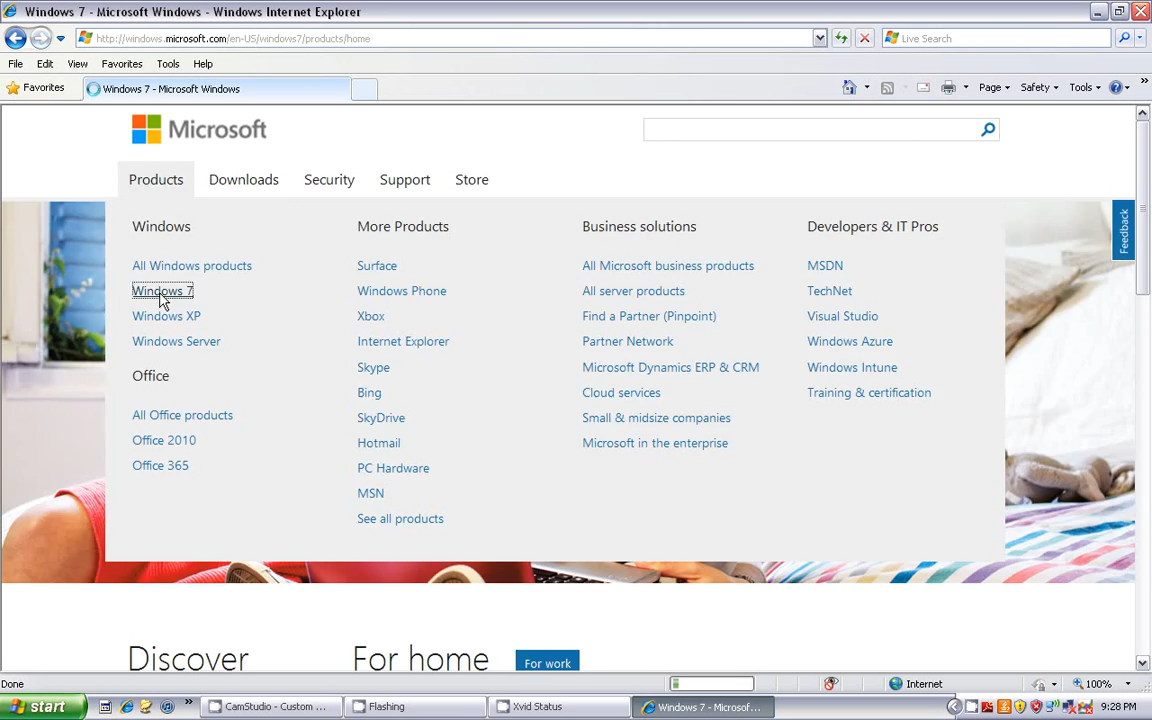 Windows 7 - Microsoft Windows - Windows Internet Explorer
http://windows.microsoft.com/en-US/windows7/products/home
Live Search
File Edit View Favorites Tools Help
Favorites Windows 7 - Microsoft Windows Page Safety Tools
Microsoft
Products Downloads Security Support Store
Feedback
Windows More Products Business solutions Developers & IT Pros
All Windows products Surface All Microsoft business products MSDN
Windows 7 Windows Phone All server products TechNet
Windows XP Xbox Find a Partner (Pinpoint) Visual Studio
Windows Server Internet Explorer Partner Network Windows Azure
Skype Microsoft Dynamics ERP & CRM Windows Intune
Office
Bing Cloud services Training & certification
All Office products SkyDrive Small & midsize companies
Office 2010 Hotmail Microsoft in the enterprise
Office 365 PC Hardware
MSN
See all products
Discover For home For work
Done Internet 100%
start CamStudio - Custom ... Flashing Xvid Status Windows 7 - Microsof... 9:28 PM